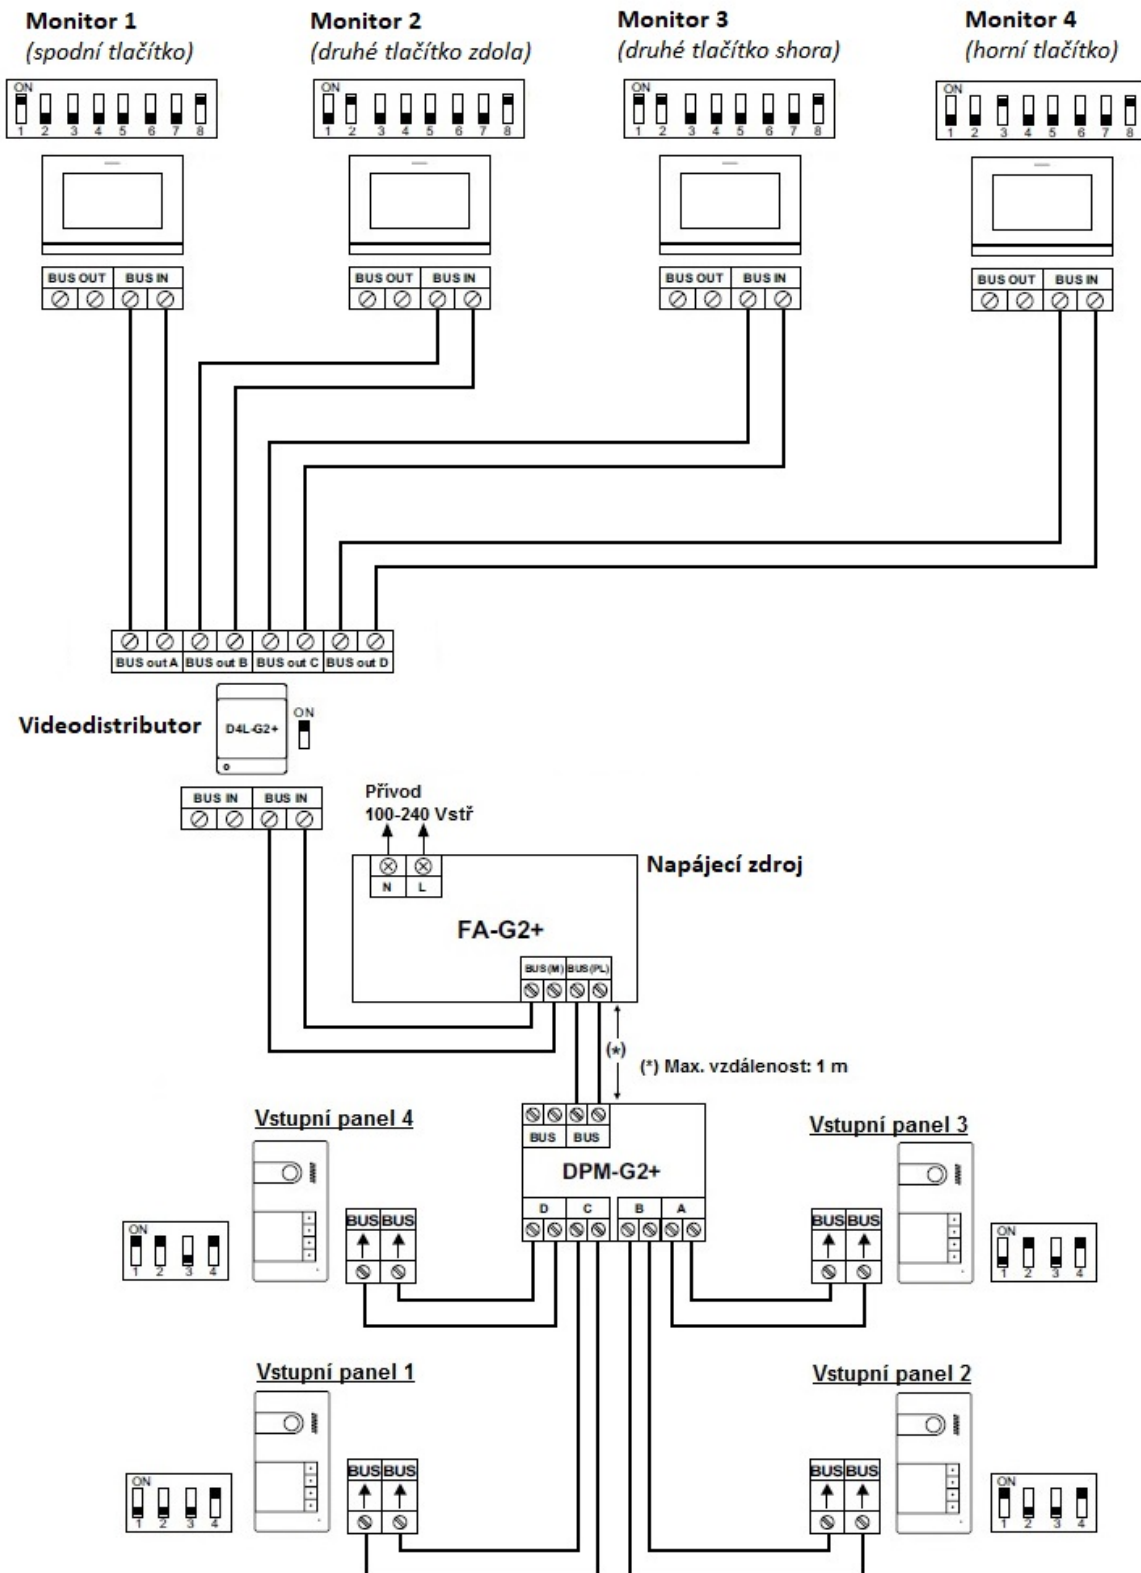 Monitor 1 Monitor 2 Monitor 3 Monitor 4
(spodní tlačítko) (druhé tlačítko zdola) (druhé tlačítko shora) (horní tlačítko)
ON ON ON ON
1 2 3 4 5 6 7 8 1 2 3 4 5 6 7 8 1 2 3 4 5 6 7 8 1 2 3 4 5 6 7 8
BUS OUT BUS IN BUS OUT BUS IN BUS OUT BUS IN BUS OUT BUS IN
BUS out A BUS out B BUS out C BUS out D
ON
Videodistributor D4L-G2+
BUS IN BUS IN
Přívod
100-240 Vstř
N L
Napájecí zdroj
FA-G2+
BUS(M) BUS(PL)
(*)
(*) Max. vzdálenost: 1 m
Vstupní panel 4 Vstupní panel 3
BUS BUS
DPM-G2+
D C B A
BUS BUS BUS BUS
ON ON
1 2 3 4 1 2 3 4
Vstupní panel 1 Vstupní panel 2
BUS BUS BUS BUS
ON ON
1 2 3 4 1 2 3 4